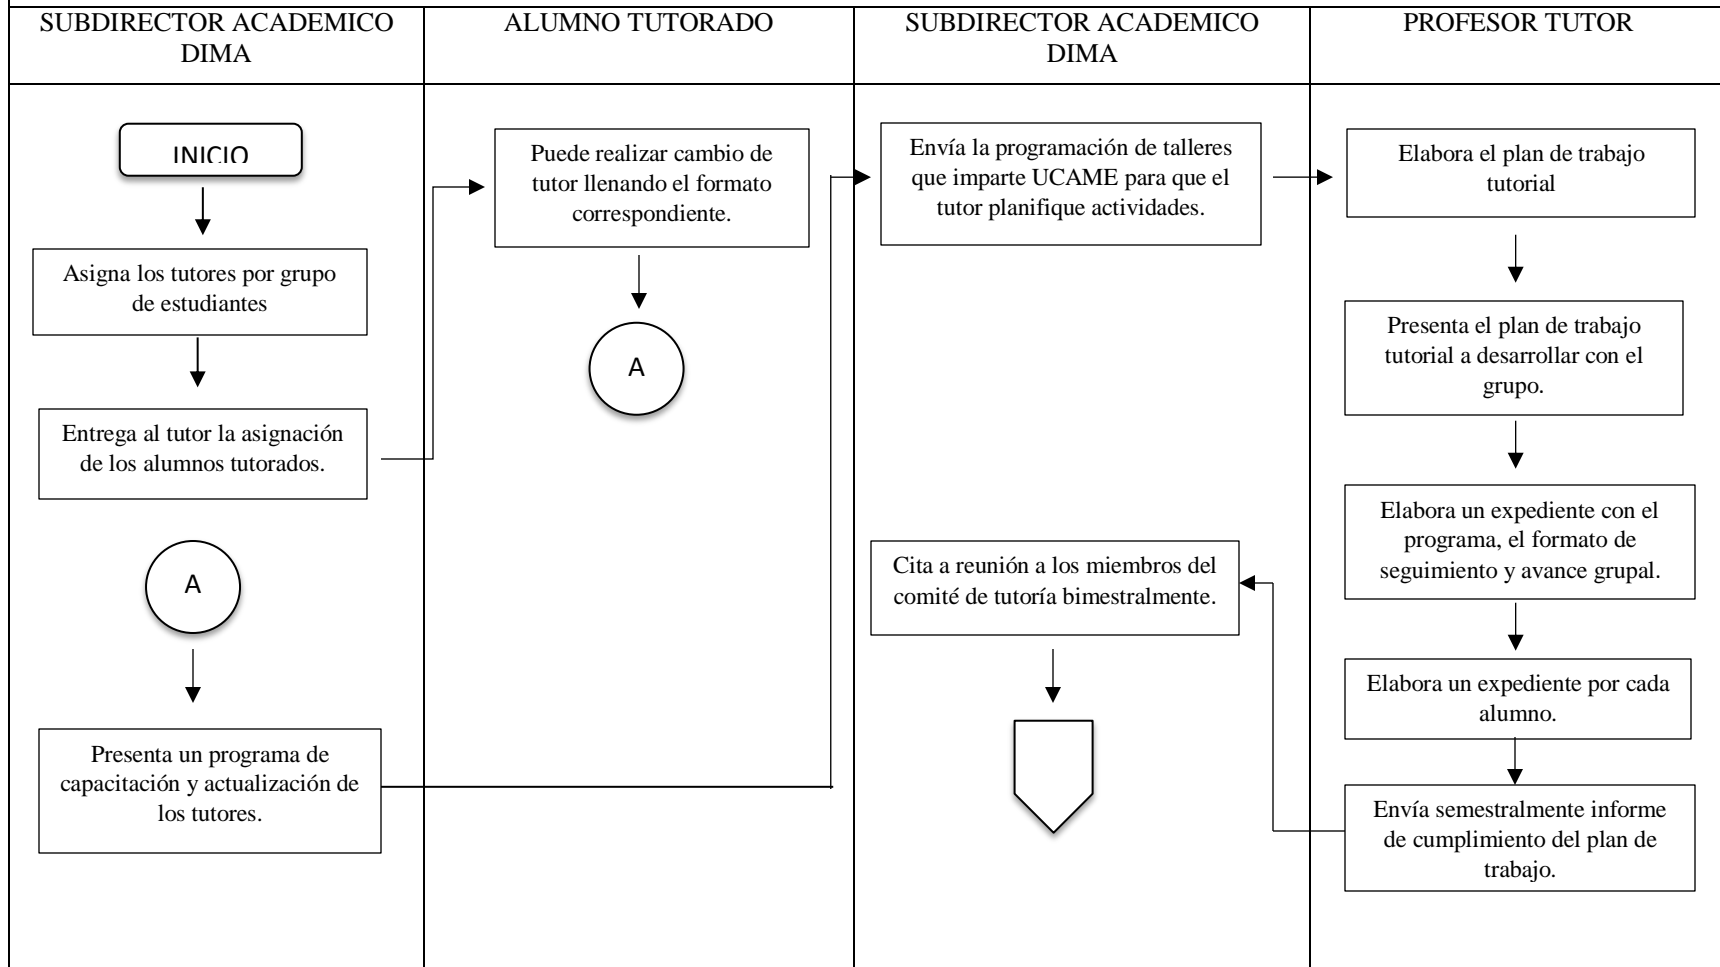 SUBDIRECTOR ACADEMICO
DIMA
ALUMNO TUTORADO
SUBDIRECTOR ACADEMICO
DIMA
PROFESOR TUTOR
INICIO
Asigna los tutores por grupo
de estudiantes
Entrega al tutor la asignación
de los alumnos tutorados.
A
Presenta un programa de
capacitación y actualización de
los tutores.
Puede realizar cambio de
tutor llenando el formato
correspondiente.
A
Envía la programación de talleres
que imparte UCAME para que el
tutor planifique actividades.
Cita a reunión a los miembros del
comité de tutoría bimestralmente.
Elabora el plan de trabajo
tutorial
Presenta el plan de trabajo
tutorial a desarrollar con el
grupo.
Elabora un expediente con el
programa, el formato de
seguimiento y avance grupal.
Elabora un expediente por cada
alumno.
Envía semestralmente informe
de cumplimiento del plan de
trabajo.